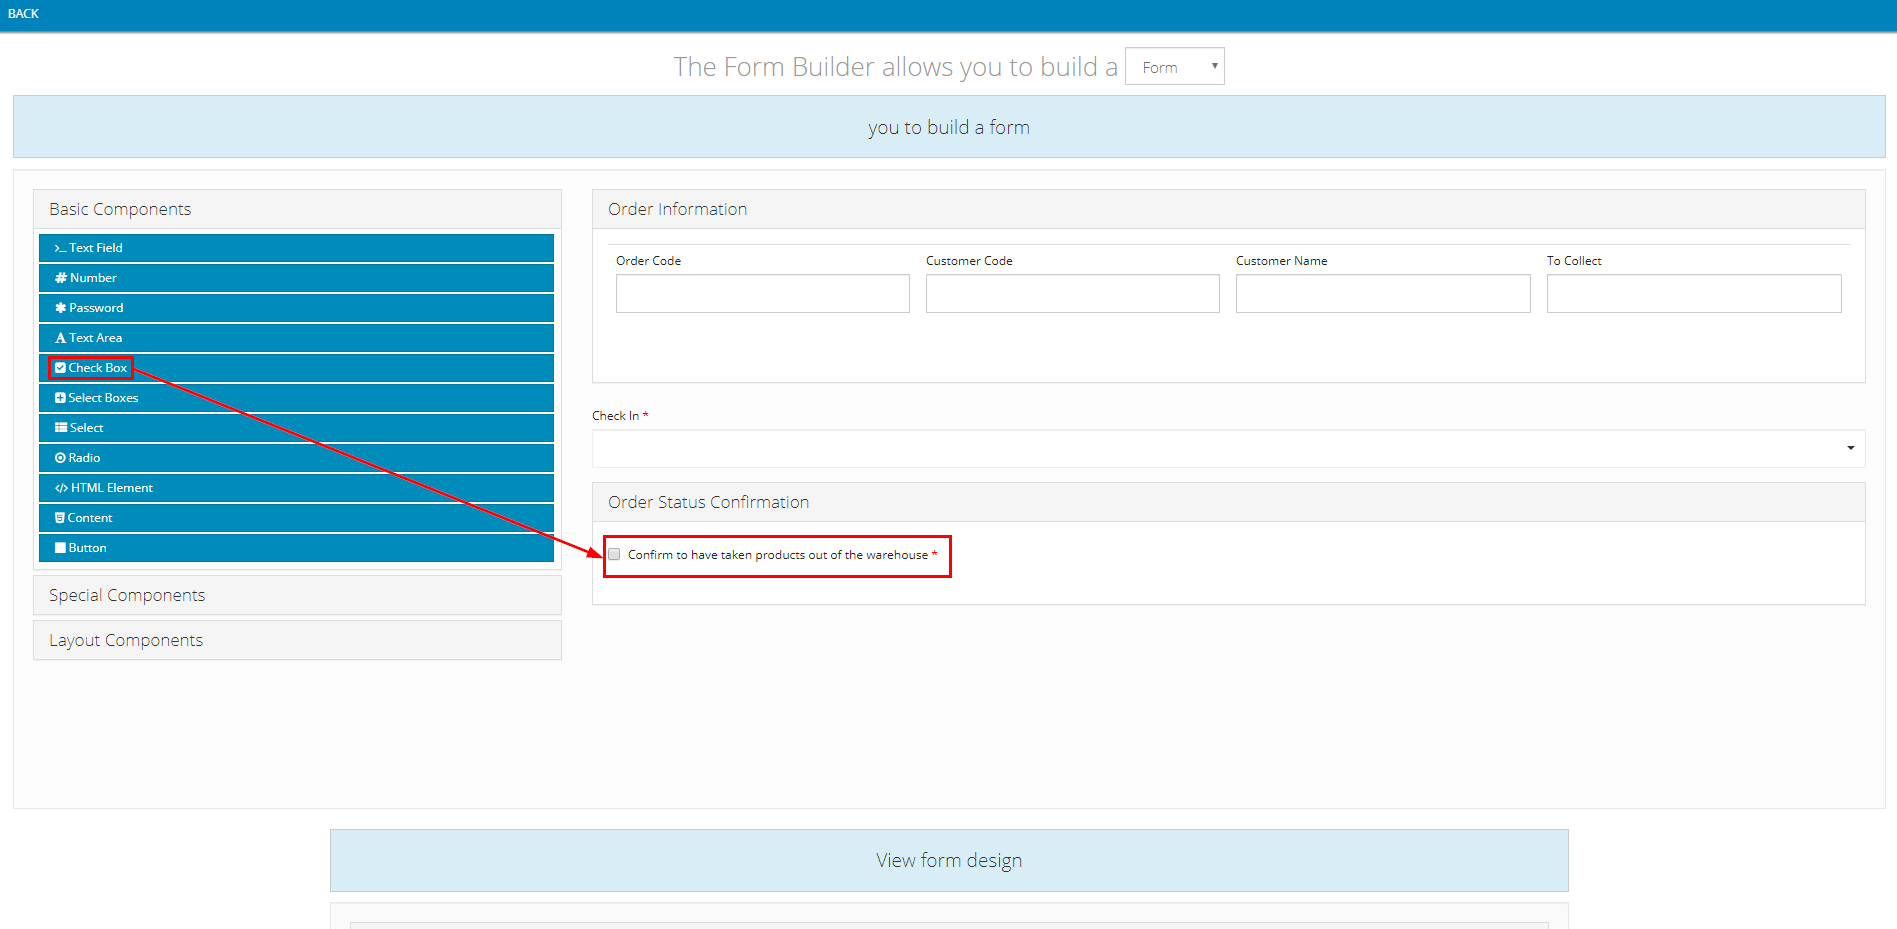 BACK
The Form Builder allows you to build a Form
you to build a form
Basic Components
Text Field
Number
Password
Text Area
Check Box
Select Boxes
Select
Radio
HTML Element
Content
Button
Special Components
Layout Components
Order Information
Order Code Customer Code Customer Name To Collect
Check In *
Order Status Confirmation
Confirm to have taken products out of the warehouse *
View form design